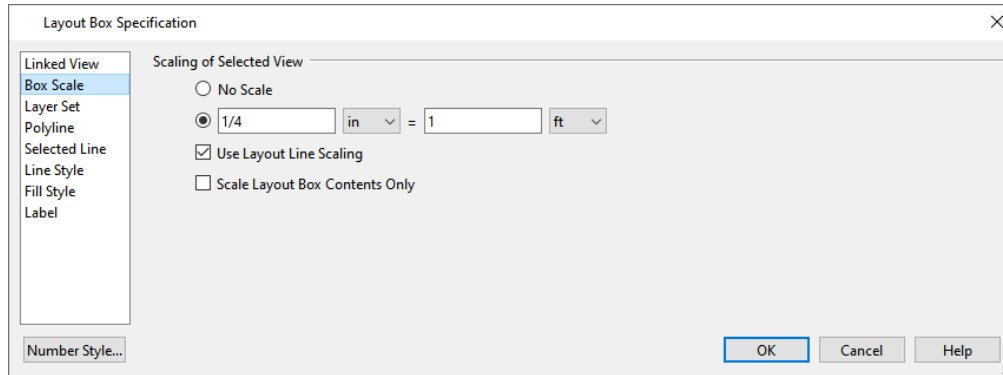 Layout Box Specification
Linked View
Box Scale
Layer Set
Polyline
Selected Line
Line Style
Fill Style
Label
Scaling of Selected View
No Scale
1/4 in = 1 ft
Use Layout Line Scaling
Scale Layout Box Contents Only
Number Style... OK Cancel Help